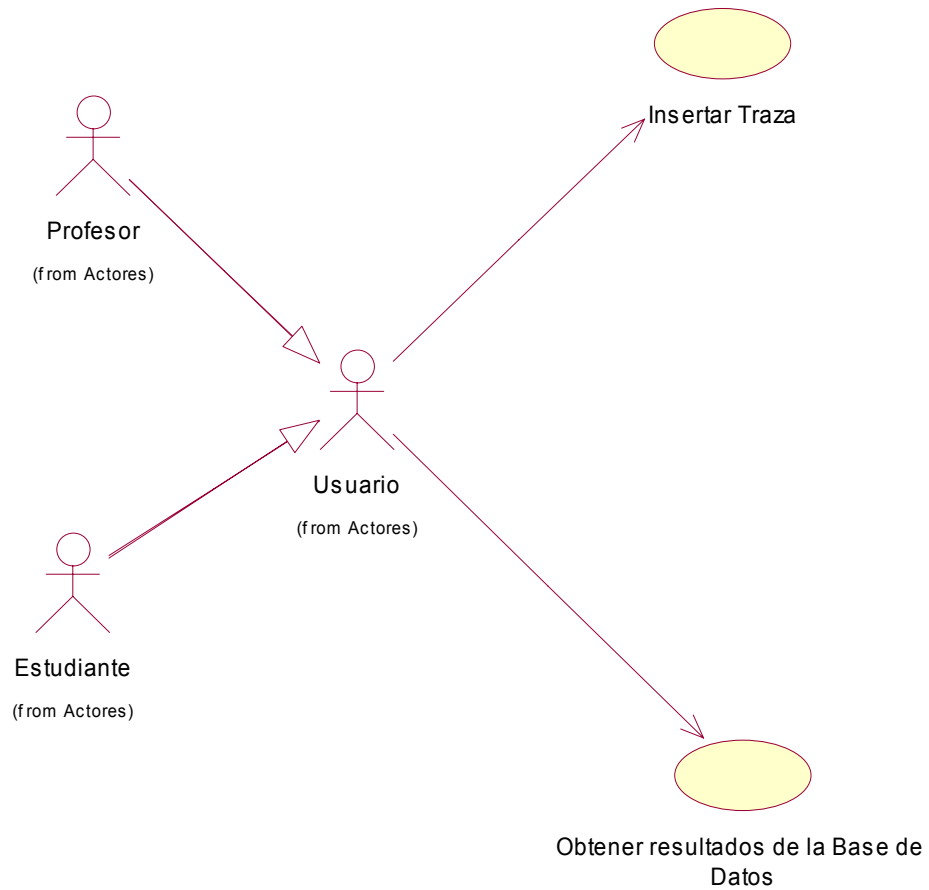 Insertar Traza
Profesor
(from Actores)
Usuario
(from Actores)
Estudiante
(from Actores)
Obtener resultados de la Base de
Datos